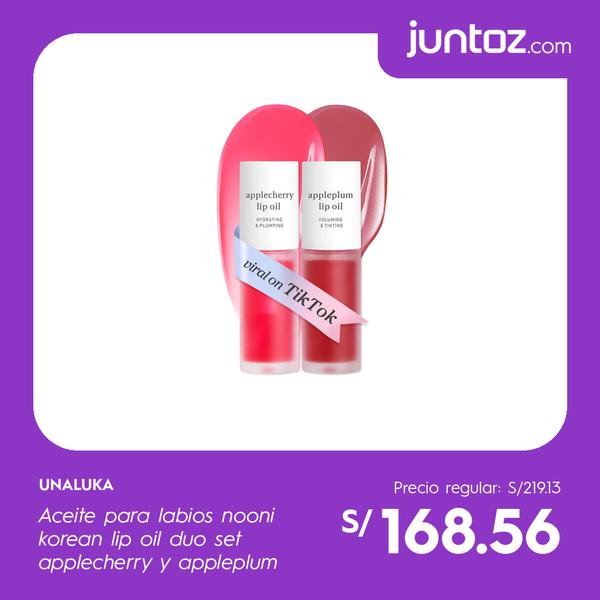 juntoz.com
applecherry
lip oil
HYDRATING
& PLUMPING
appleplum
lip oil
VOLUMING
& TINTING
viral on TikTok
UNALUKA
Aceite para labios nooni
korean lip oil duo set
applecherry y appleplum
Precio regular: S/219.13
S/168.56